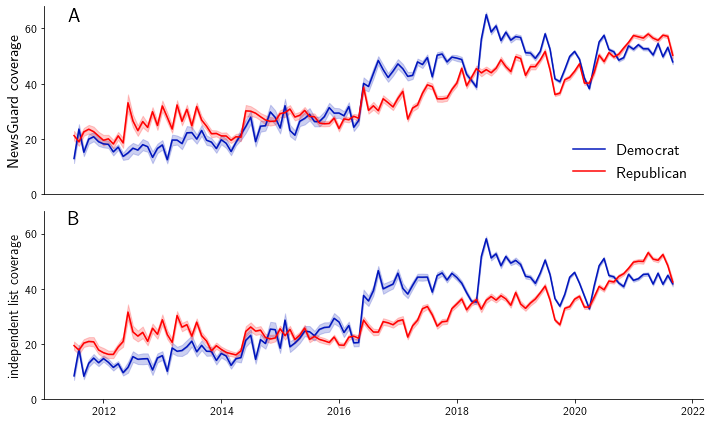 A
60
40
20
0
NewsGuard coverage
Democrat
Republican
B
60
40
20
0
independent list coverage
2012 2014 2016 2018 2020 2022